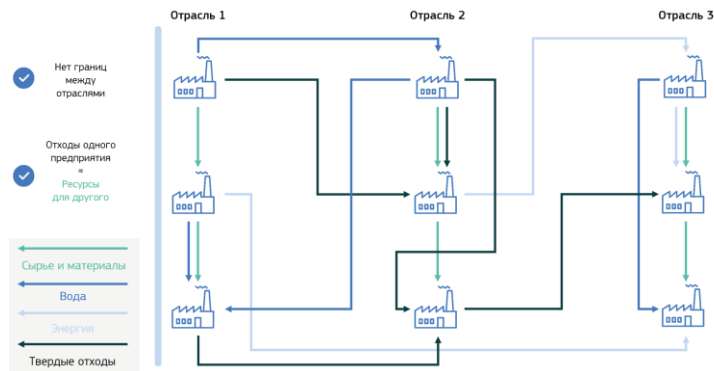 Отрасль 1
Отрасль 2
Отрасль 3
Нет границ
между
отраслями
Отходы одного
предприятия
=
Ресурсы
для другого
Сырье и материалы
Вода
Энергия
Твердые отходы